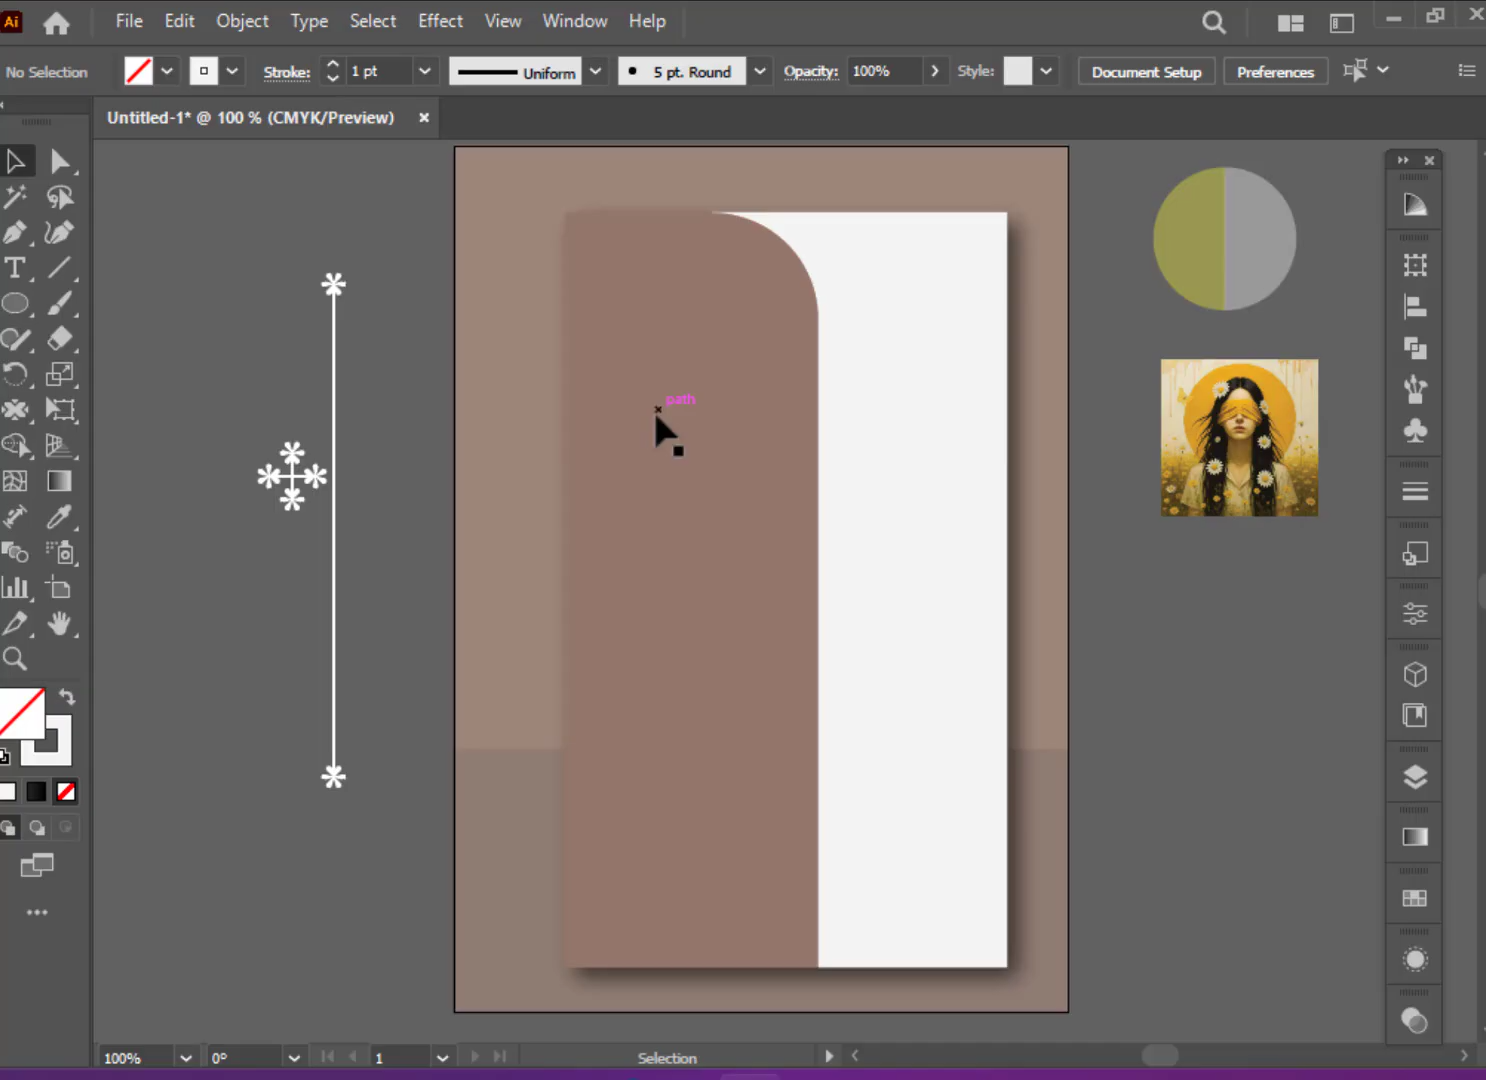 Ai File Edit Object Type Select Effect View Window Help
No Selection Stroke: 1 pt Uniform 5 pt. Round Opacity: 100% Style: Document Setup Preferences
Untitled-1* @ 100 % (CMYK/Preview)
path
100% 0° 1 Selection